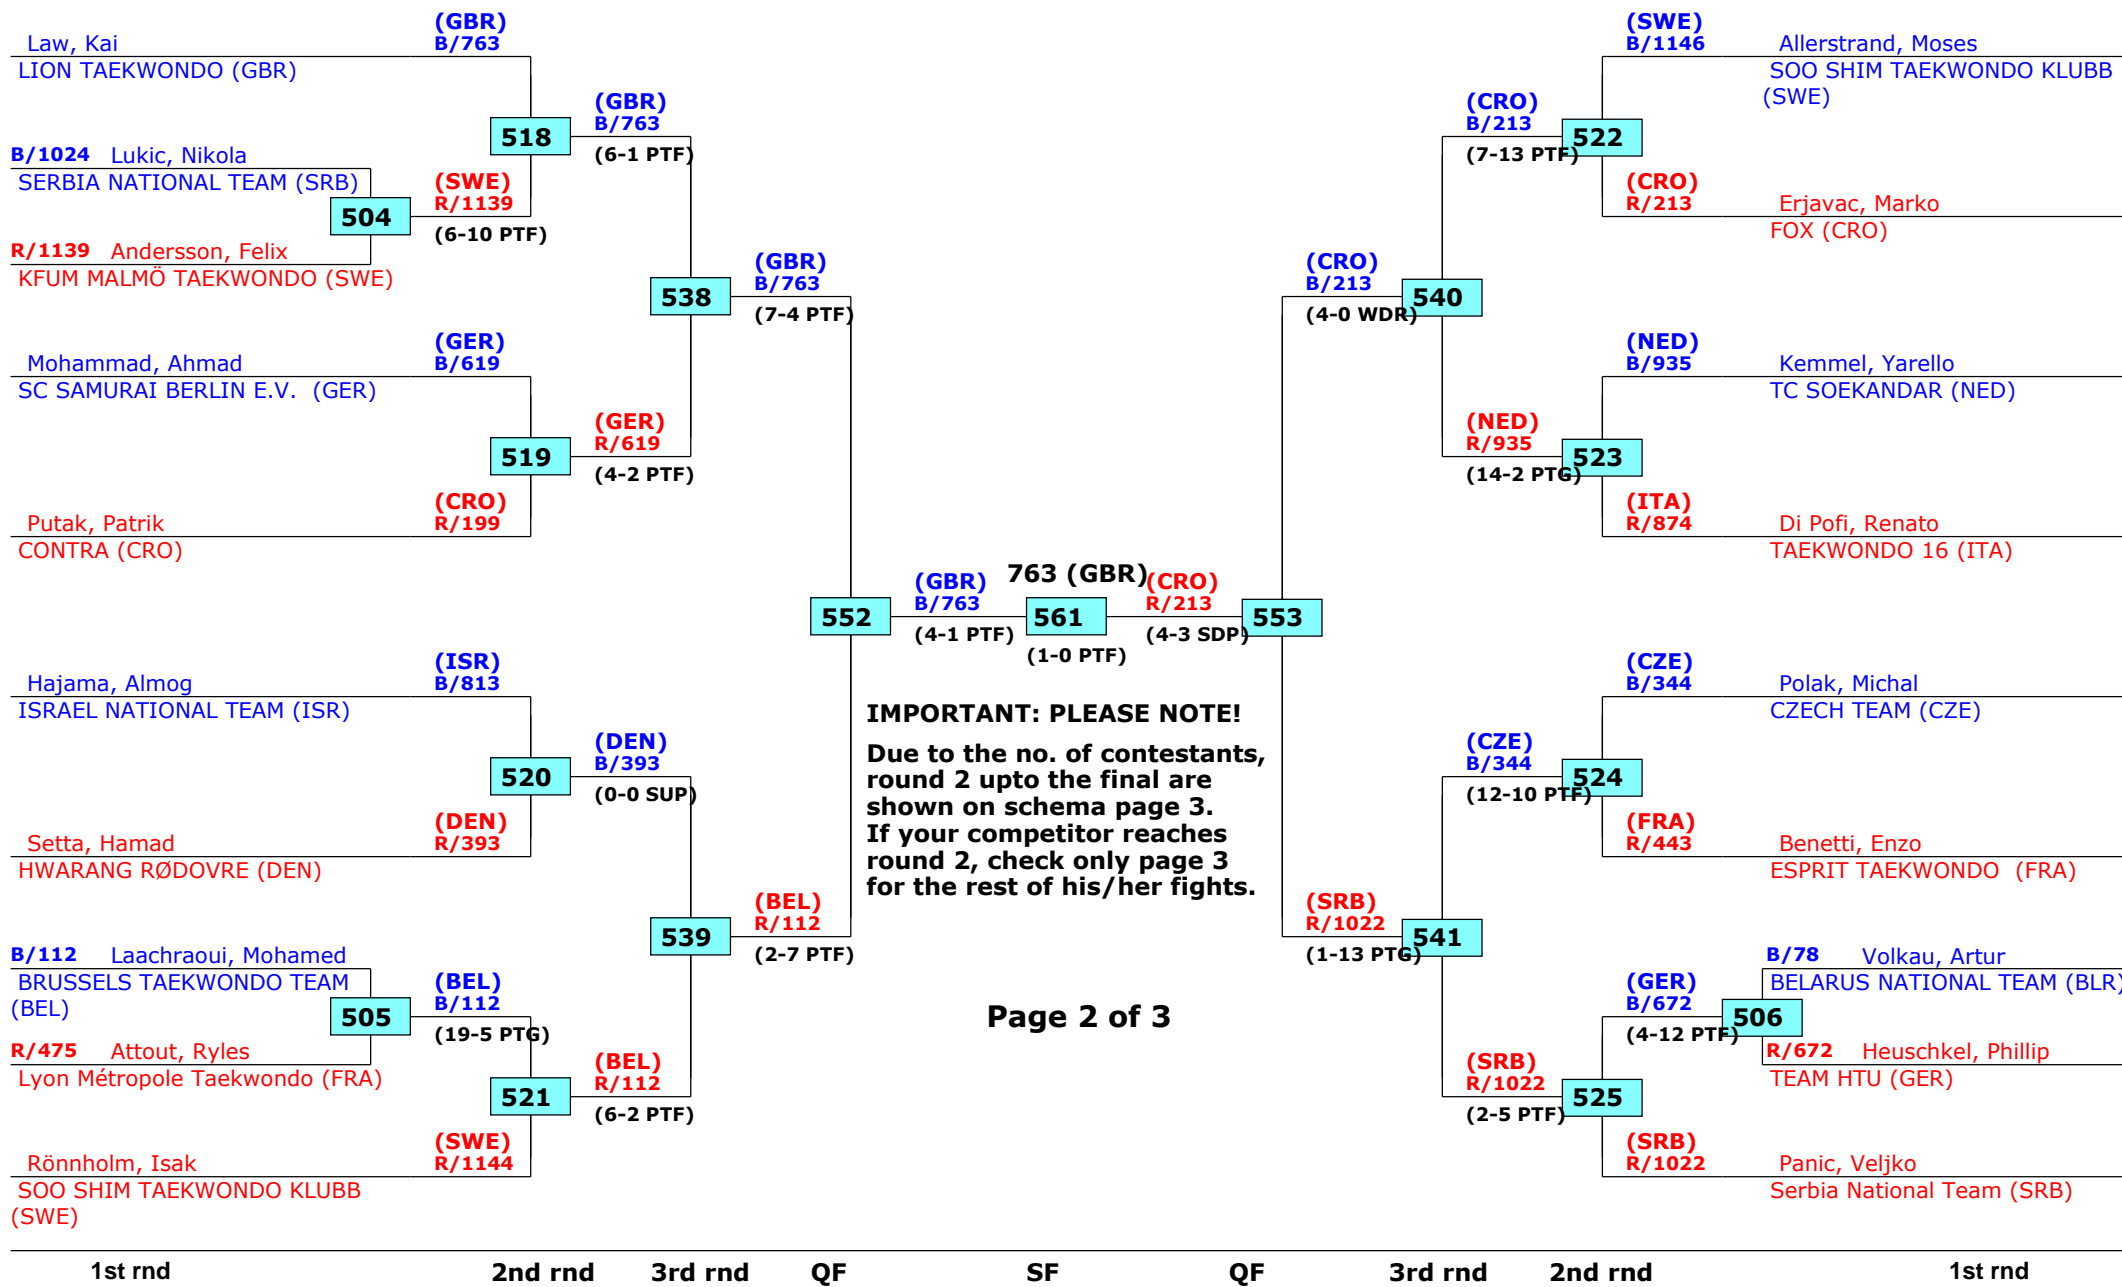 Law, Kai
LION TAEKWONDO (GBR)
(GBR)
B/763
B/1024 Lukic, Nikola
SERBIA NATIONAL TEAM (SRB)
504
R/1139 Andersson, Felix
KFUM MALMÖ TAEKWONDO (SWE)
(SWE)
R/1139
(6-10 PTF)
518
(GBR)
B/763
(6-1 PTF)
Mohammad, Ahmad
SC SAMURAI BERLIN E.V. (GER)
(GER)
B/619
519
Putak, Patrik
CONTRA (CRO)
(CRO)
R/199
(GER)
R/619
(4-2 PTF)
538
(GBR)
B/763
(7-4 PTF)
Hajama, Almog
ISRAEL NATIONAL TEAM (ISR)
(ISR)
B/813
520
Setta, Hamad
HWARANG RØDOVRE (DEN)
(DEN)
R/393
(DEN)
B/393
(0-0 SUP)
B/112 Laachraoui, Mohamed
BRUSSELS TAEKWONDO TEAM
(BEL)
505
R/475 Attout, Ryles
Lyon Métropole Taekwondo (FRA)
(BEL)
B/112
(19-5 PTG)
521
Rönnholm, Isak
SOO SHIM TAEKWONDO KLUBB
(SWE)
(SWE)
R/1144
(BEL)
R/112
(6-2 PTF)
539
(BEL)
R/112
(2-7 PTF)
552
(GBR)
B/763
(4-1 PTF)
763 (GBR)
561
(1-0 PTF)
(CRO)
R/213
(4-3 SDP)
553
IMPORTANT: PLEASE NOTE!
Due to the no. of contestants,
round 2 upto the final are
shown on schema page 3.
If your competitor reaches
round 2, check only page 3
for the rest of his/her fights.
Page 2 of 3
(SWE)
B/1146
Allerstrand, Moses
SOO SHIM TAEKWONDO KLUBB
(SWE)
(CRO)
B/213
(7-13 PTF)
522
(CRO)
R/213
Erjavac, Marko
FOX (CRO)
(CRO)
B/213
(4-0 WDR)
540
(NED)
B/935
Kemmel, Yarello
TC SOEKANDAR (NED)
(NED)
R/935
(14-2 PTG)
523
(ITA)
R/874
Di Pofi, Renato
TAEKWONDO 16 (ITA)
(CZE)
B/344
Polak, Michal
CZECH TEAM (CZE)
(CZE)
B/344
(12-10 PTF)
524
(FRA)
R/443
Benetti, Enzo
ESPRIT TAEKWONDO (FRA)
(SRB)
R/1022
(1-13 PTG)
541
B/78 Volkau, Artur
BELARUS NATIONAL TEAM (BLR)
(GER)
B/672
(4-12 PTF)
506
R/672 Heuschkel, Phillip
TEAM HTU (GER)
(SRB)
R/1022
(2-5 PTF)
525
(SRB)
R/1022
Panic, Veljko
Serbia National Team (SRB)
1st rnd 2nd rnd 3rd rnd QF SF QF 3rd rnd 2nd rnd 1st rnd